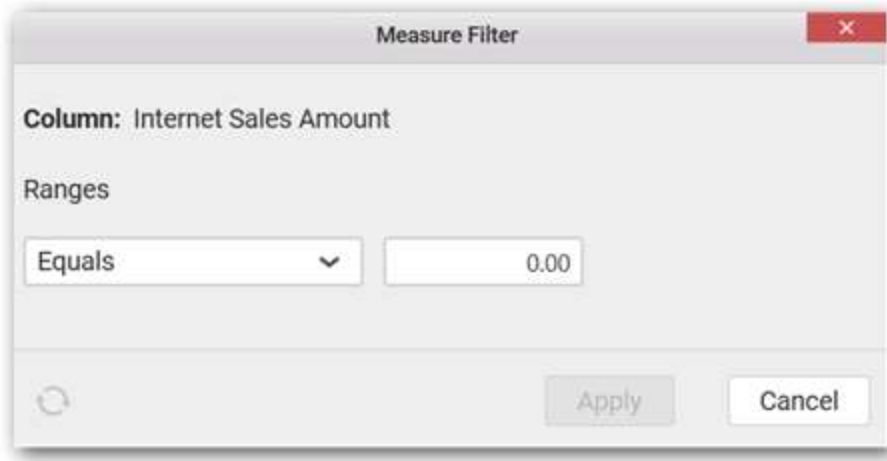 Measure Filter
Column: Internet Sales Amount
Ranges
Equals 0.00
Apply Cancel